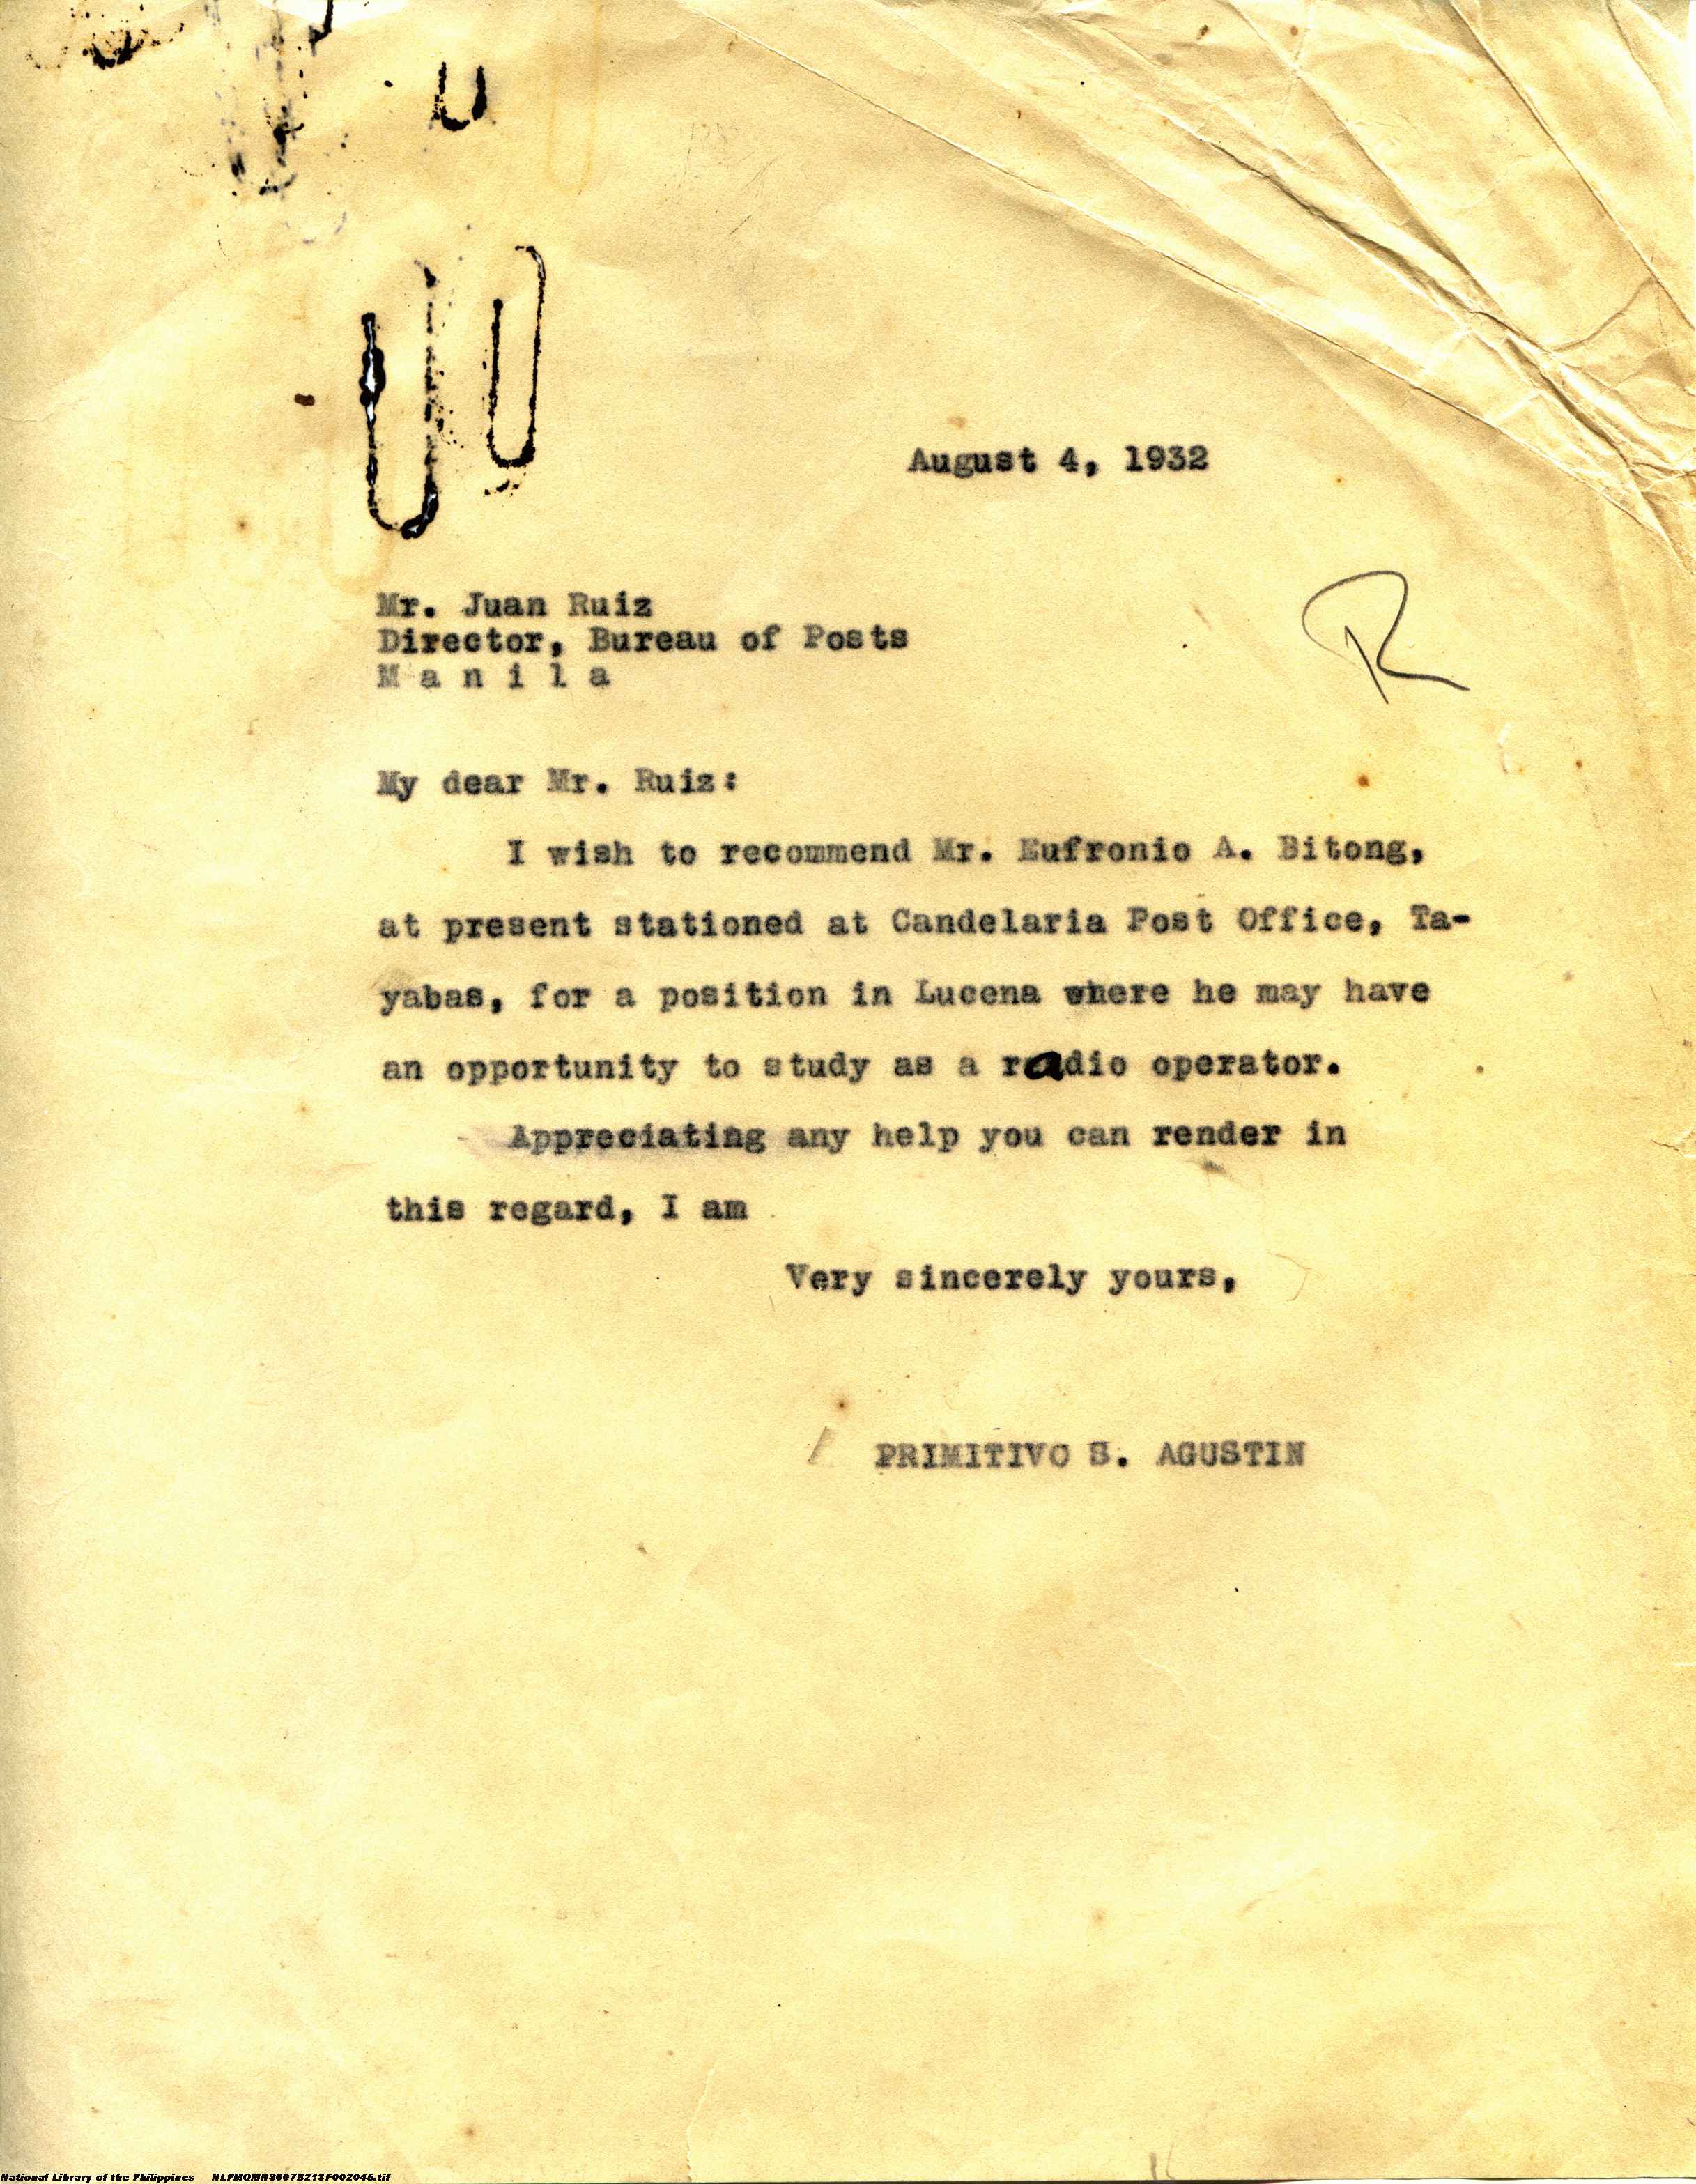 August 4, 1932
R
Mr. Juan Ruiz
Director, Bureau of Posts
M a n i l a
My dear Mr. Ruiz:
I wish to recommend Mr. Eufronio A. Bitong,
at present stationed at Candelaria Post Office, Ta-
yabas, for a position in Lucena where he may have
an opportunity to study as a radio operator.
Appreciating any help you can render in
this regard, I am
Very sincerely yours,
PRIMITIVO S. AGUSTIN
National Library of the Philippines NLPMQMNS007B213F002045.tif